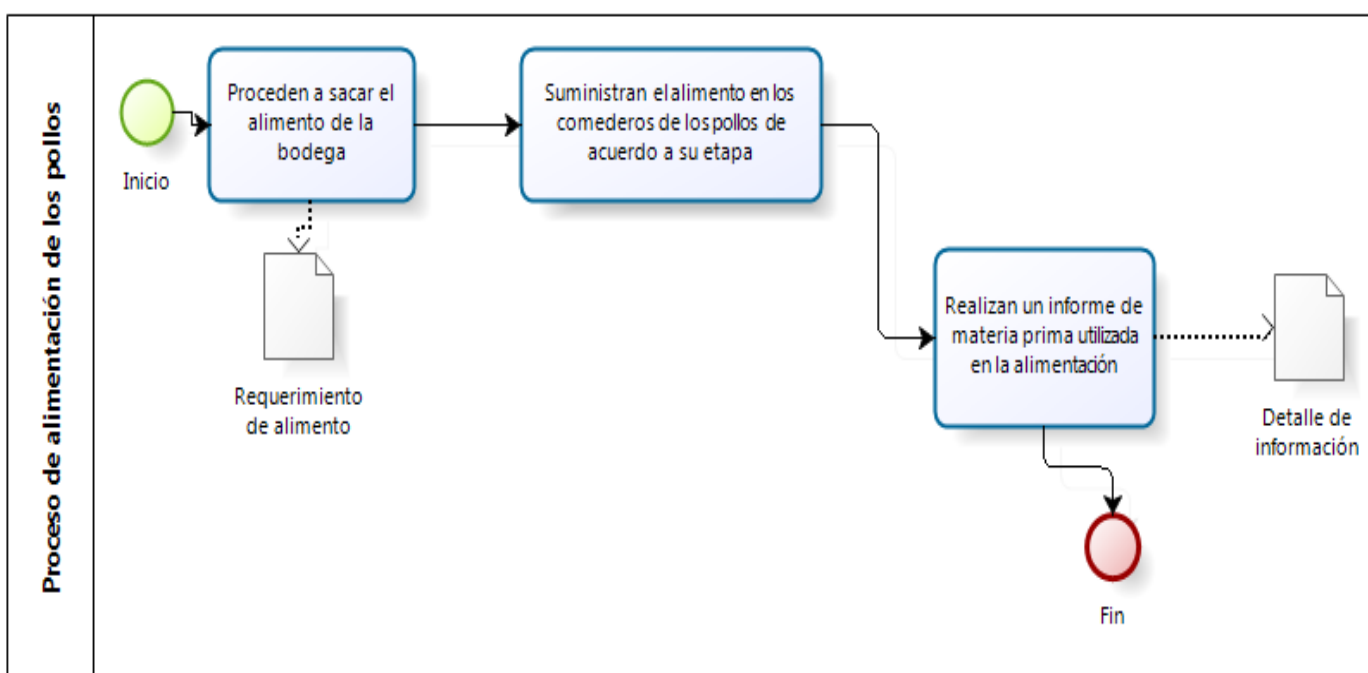 Proceso de alimentación de los pollos
Inicio
Proceden a sacar el
alimento de la
bodega
Suministran el alimento en los
comederos de los pollos de
acuerdo a su etapa
Requerimiento
de alimento
Realizan un informe de
materia prima utilizada
en la alimentación
Detalle de
información
Fin